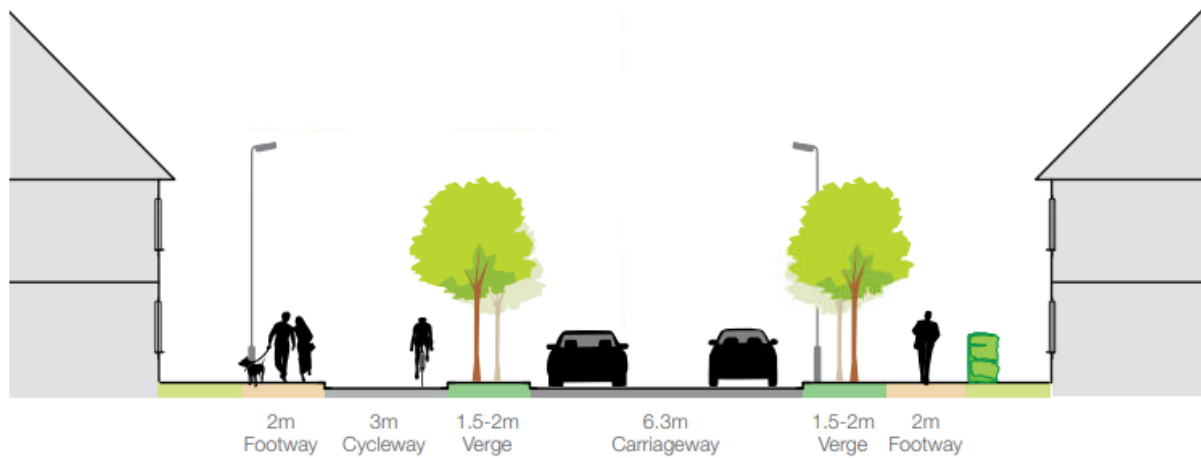 2m
Footway
3m
Cycleway
1.5-2m
Verge
6.3m
Carriageway
1.5-2m
Verge
2m
Footway